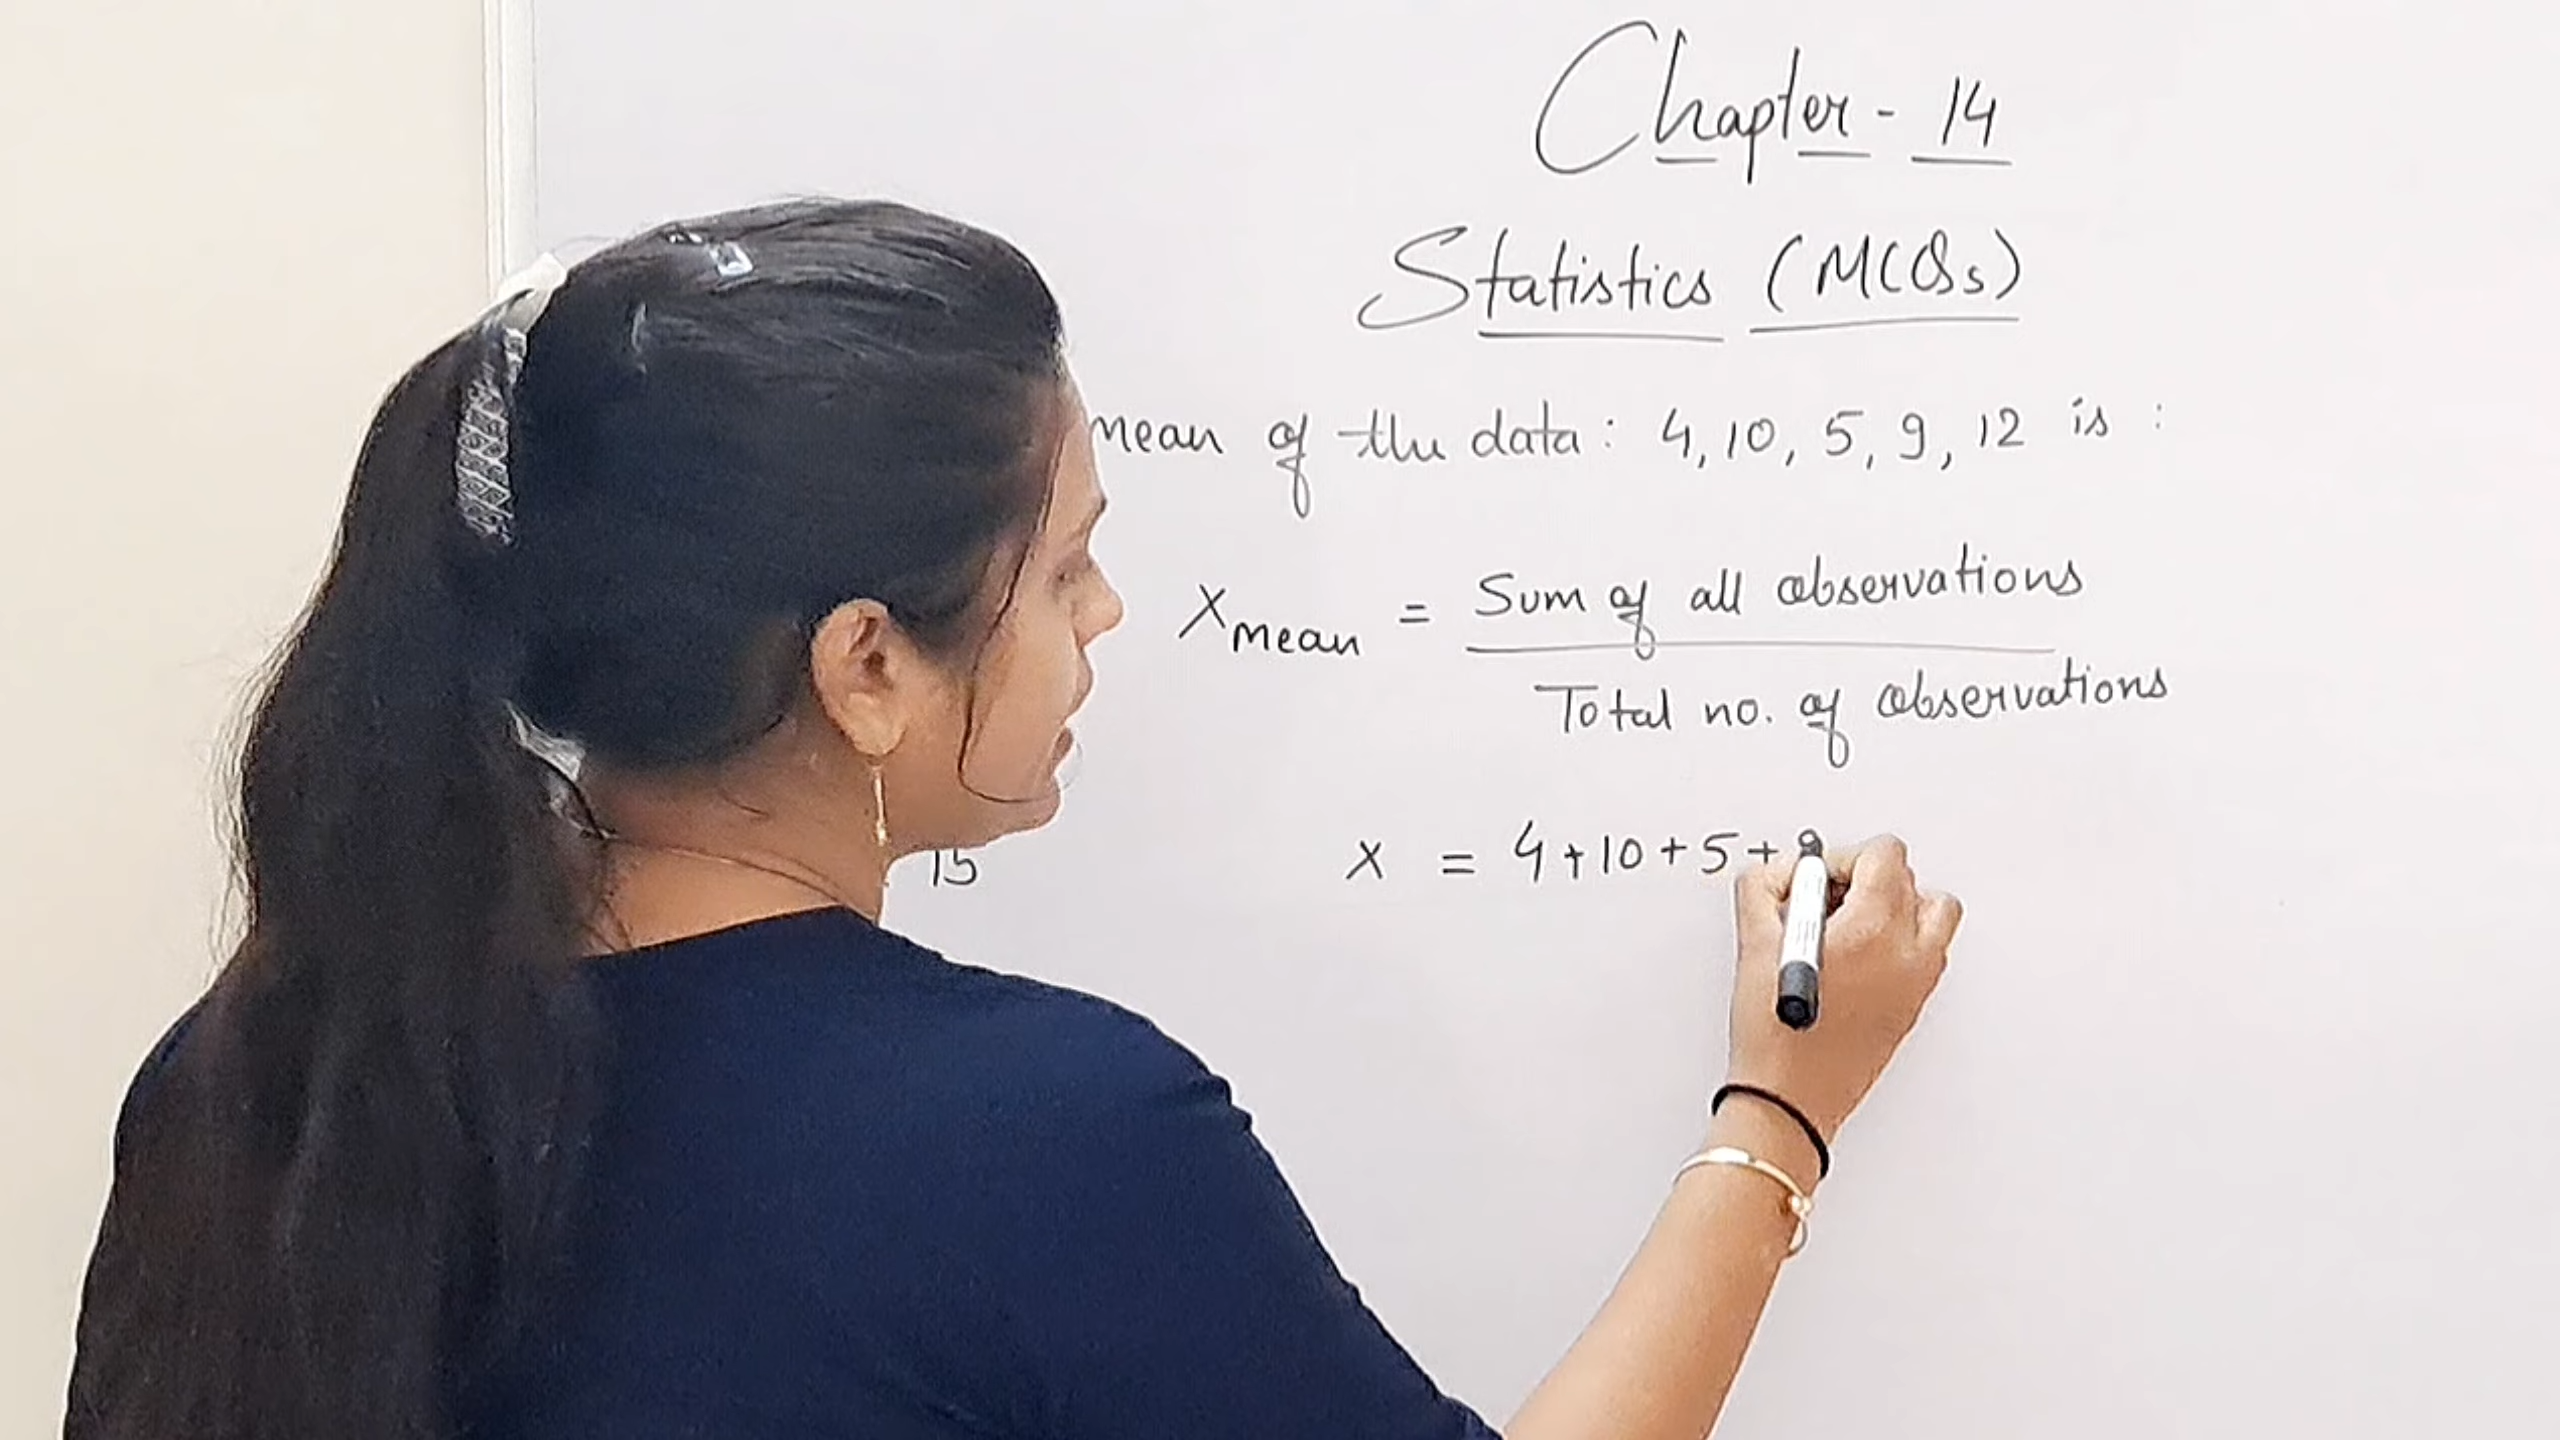 Chapter - 14
Statistics (MCQs)
mean of the data: 4, 10, 5, 9, 12 is :
Xmean = Sum of all observations
Total no. of observations
15
x = 4+10+5+9